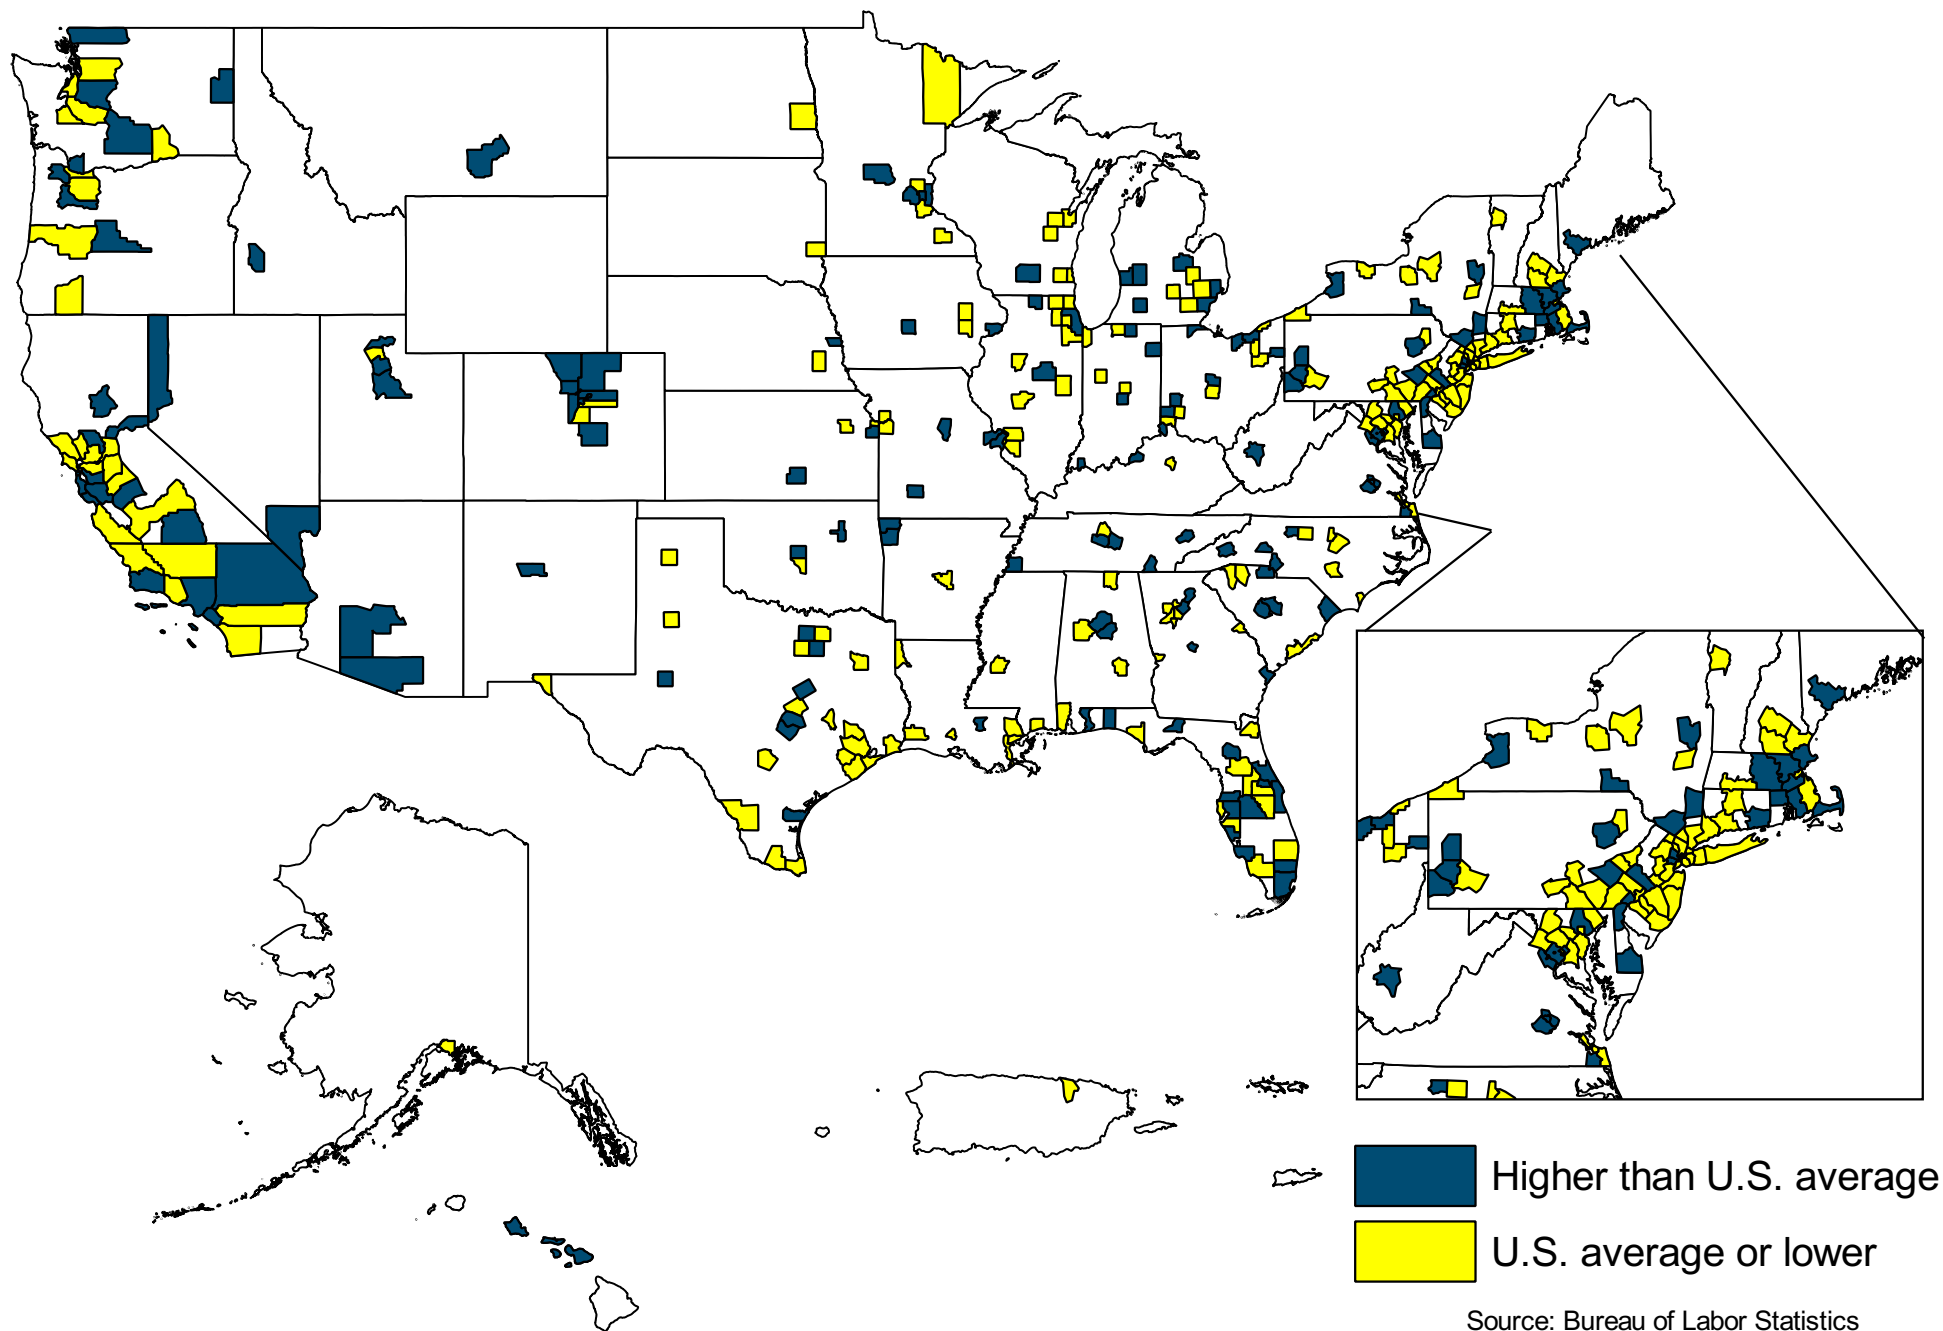 Higher than U.S. average
U.S. average or lower
Source: Bureau of Labor Statistics